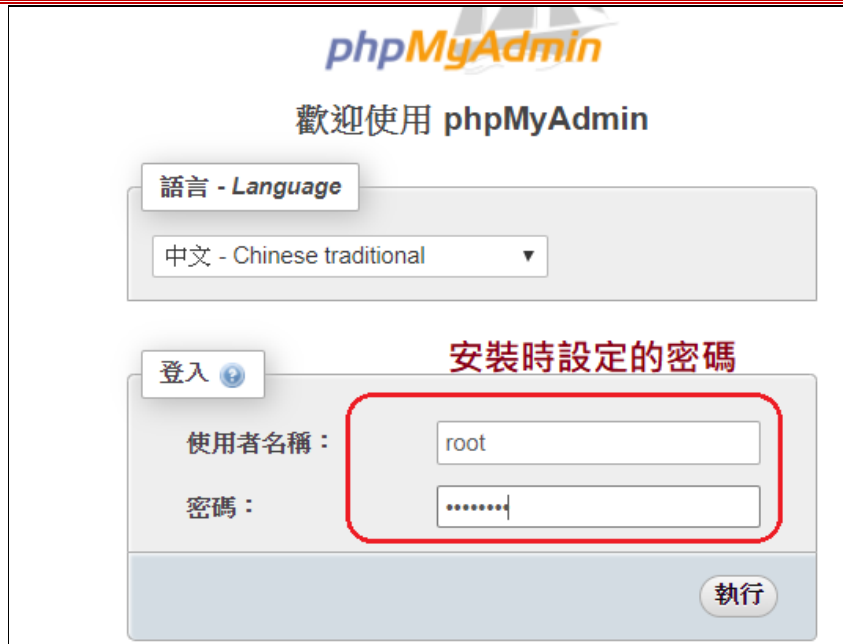 phpMyAdmin
歡迎使用 phpMyAdmin
語言 - Language
中文 - Chinese traditional
安裝時設定的密碼
登入
使用者名稱：
root
密碼：
••••••••
執行